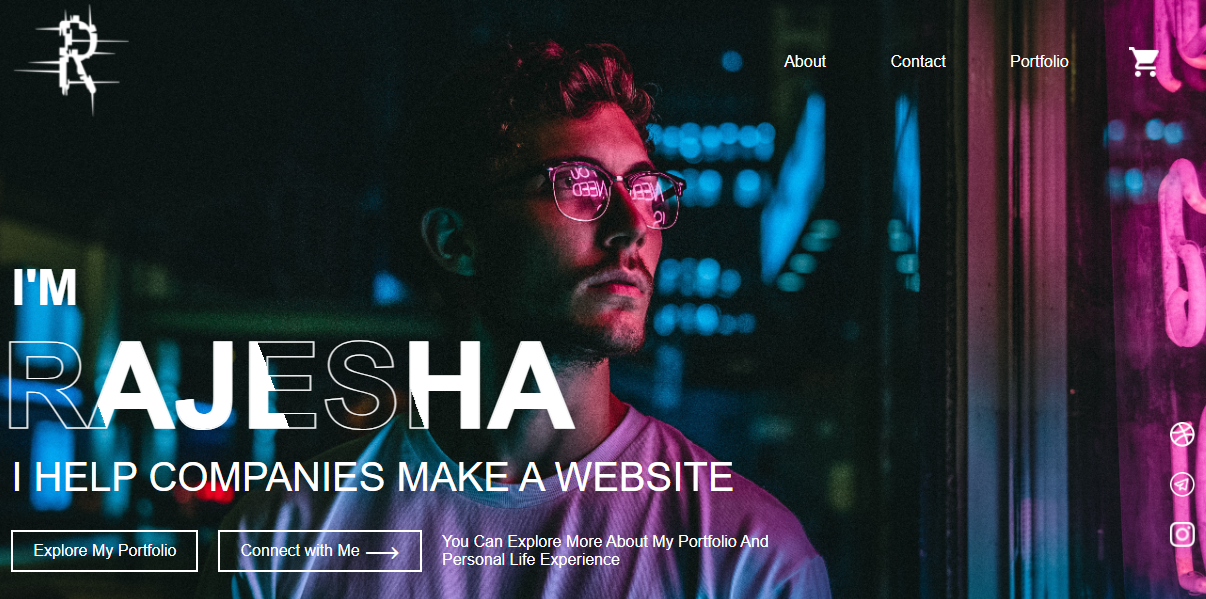 R
About Contact Portfolio
I'M
RAJESHA
I HELP COMPANIES MAKE A WEBSITE
Explore My Portfolio
Connect with Me
You Can Explore More About My Portfolio And
Personal Life Experience